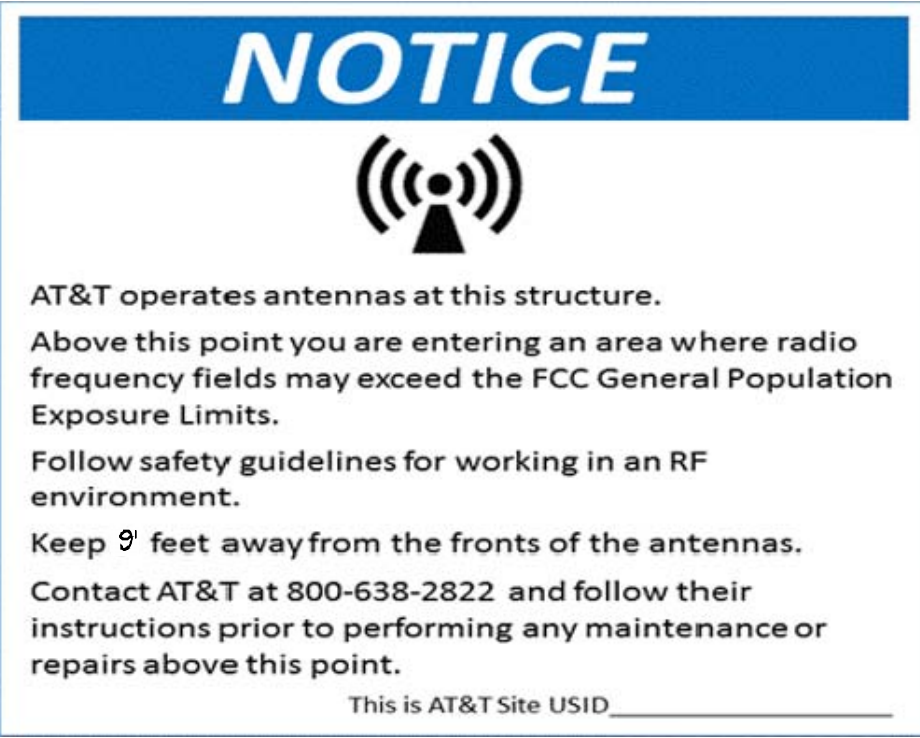 NOTICE
AT&T operates antennas at this structure.
Above this point you are entering an area where radio
frequency fields may exceed the FCC General Population
Exposure Limits.
Follow safety guidelines for working in an RF
environment.
Keep 9' feet away from the fronts of the antennas.
Contact AT&T at 800-638-2822 and follow their
instructions prior to performing any maintenance or
repairs above this point.
This is AT&T Site USID_______________